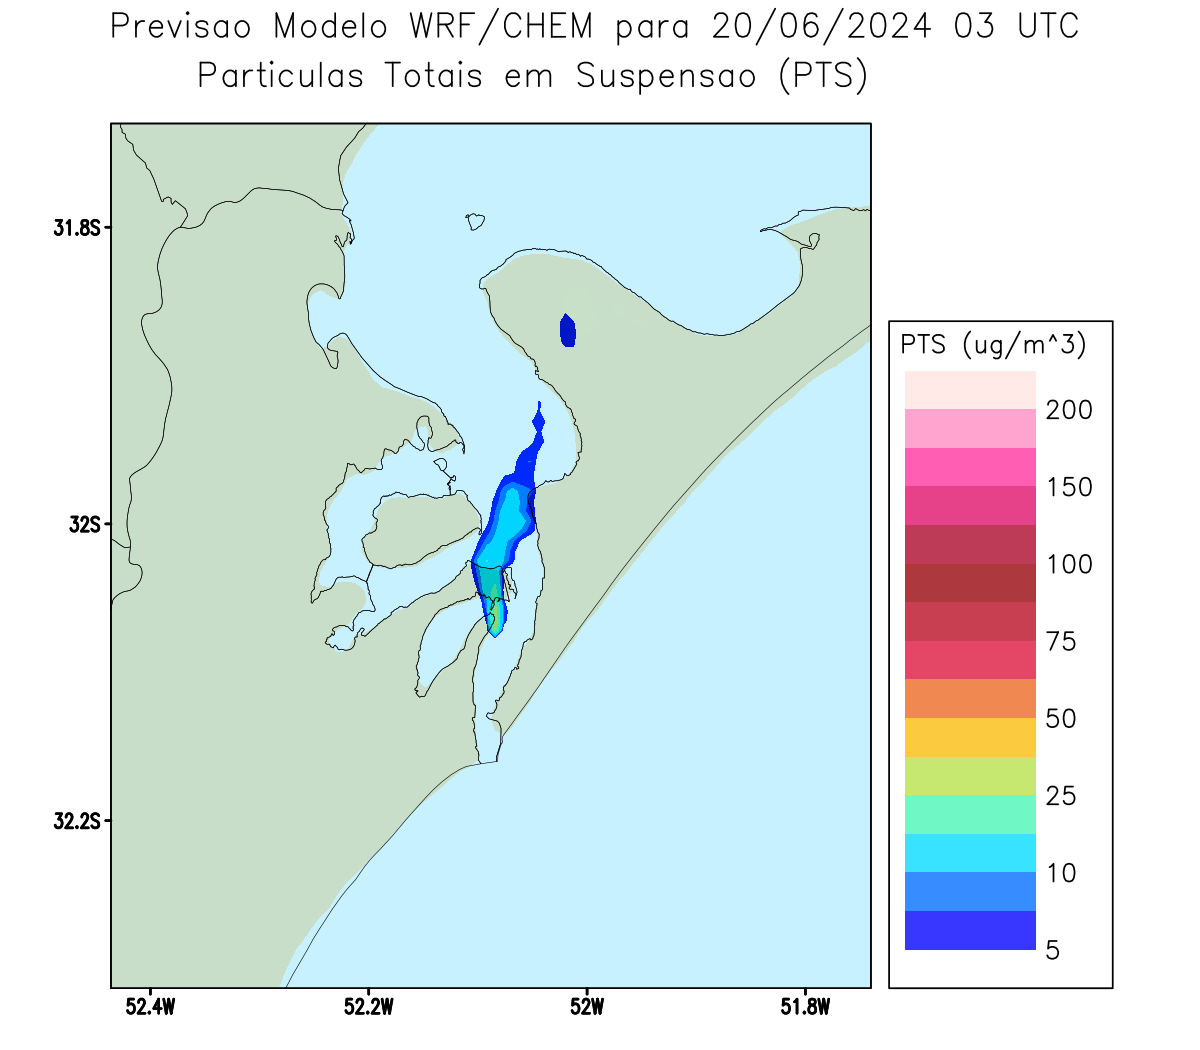 Previsao Modelo WRF/CHEM para 20/06/2024 03 UTC
Particulas Totais em Suspensao (PTS)
31.8S
32S
32.2S
52.4W
52.2W
52W
51.8W
PTS (ug/m^3)
200
150
100
75
50
25
10
5